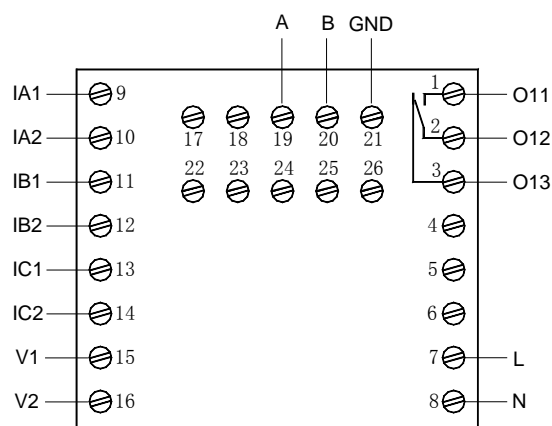 A B GND
IA1 9 1 O11
IA2 10 17 18 19 20 21 2 O12
IB1 11 22 23 24 25 26 3 O13
IB2 12 4
IC1 13 5
IC2 14 6
V1 15 7 L
V2 16 8 N